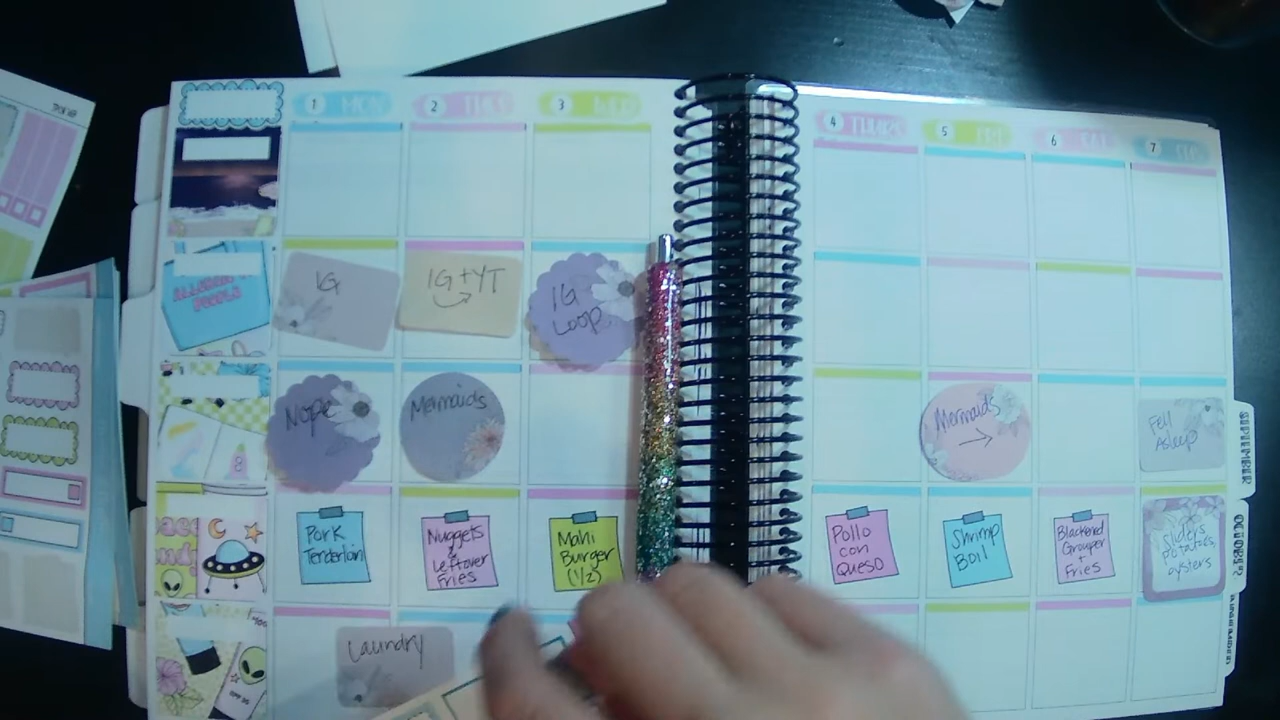 1 MON
2 TUES
3 WED
4 THURS
5 FRI
6 SAT
7 SUN
IG
IG + YT
IG
Loop
Nope
Mermaids
Mermaids
Fell
Asleep
Pork
Tenderloin
Nuggets
&
Leftover
Fries
Mahi
Burger
(1/2)
Pollo
con
Queso
Shrimp
Boil
Blackened
Grouper
+
Fries
Sliders,
potatoes,
oysters
Laundry
SEPTEMBER
OCTOBER